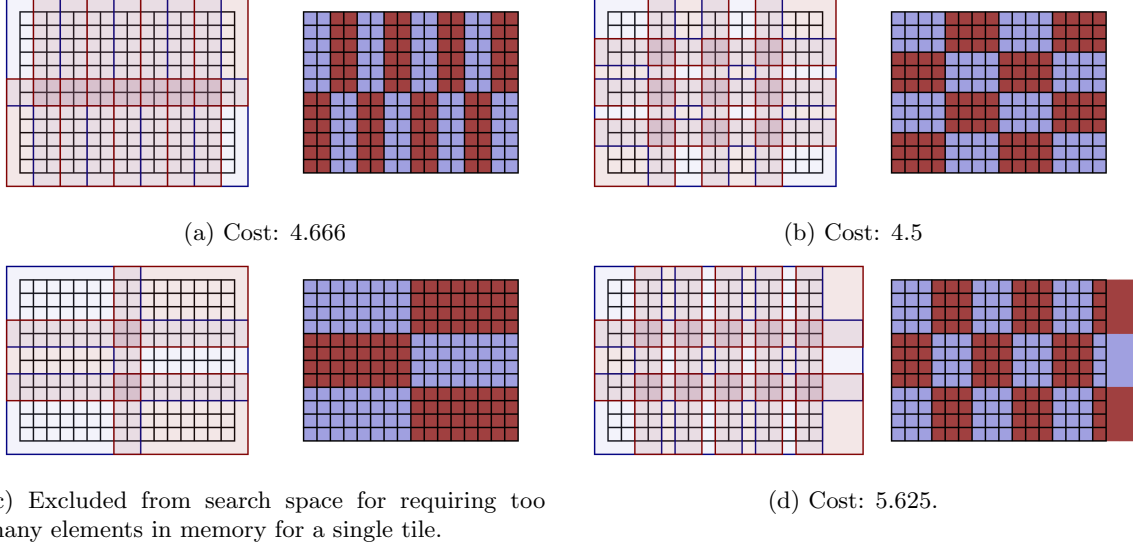 (a) Cost: 4.666
(b) Cost: 4.5
c) Excluded from search space for requiring too
many elements in memory for a single tile.
(d) Cost: 5.625.